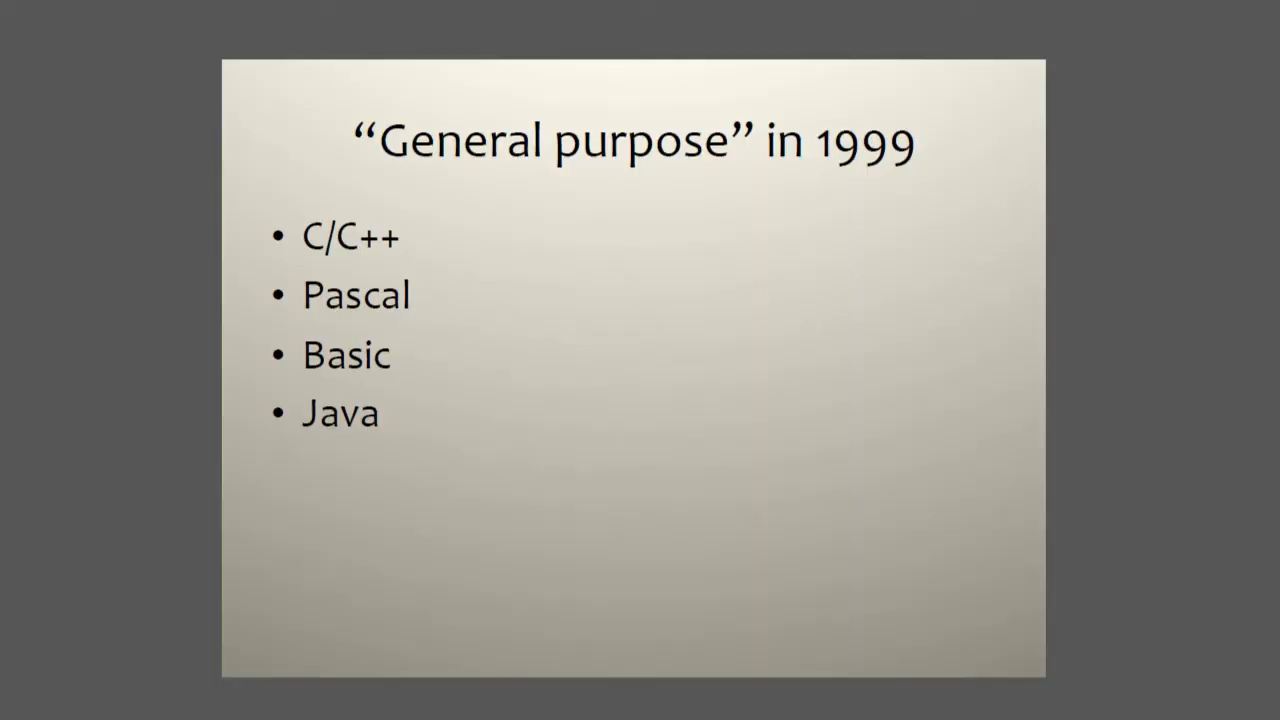 “General purpose” in 1999
• C/C++
• Pascal
• Basic
• Java